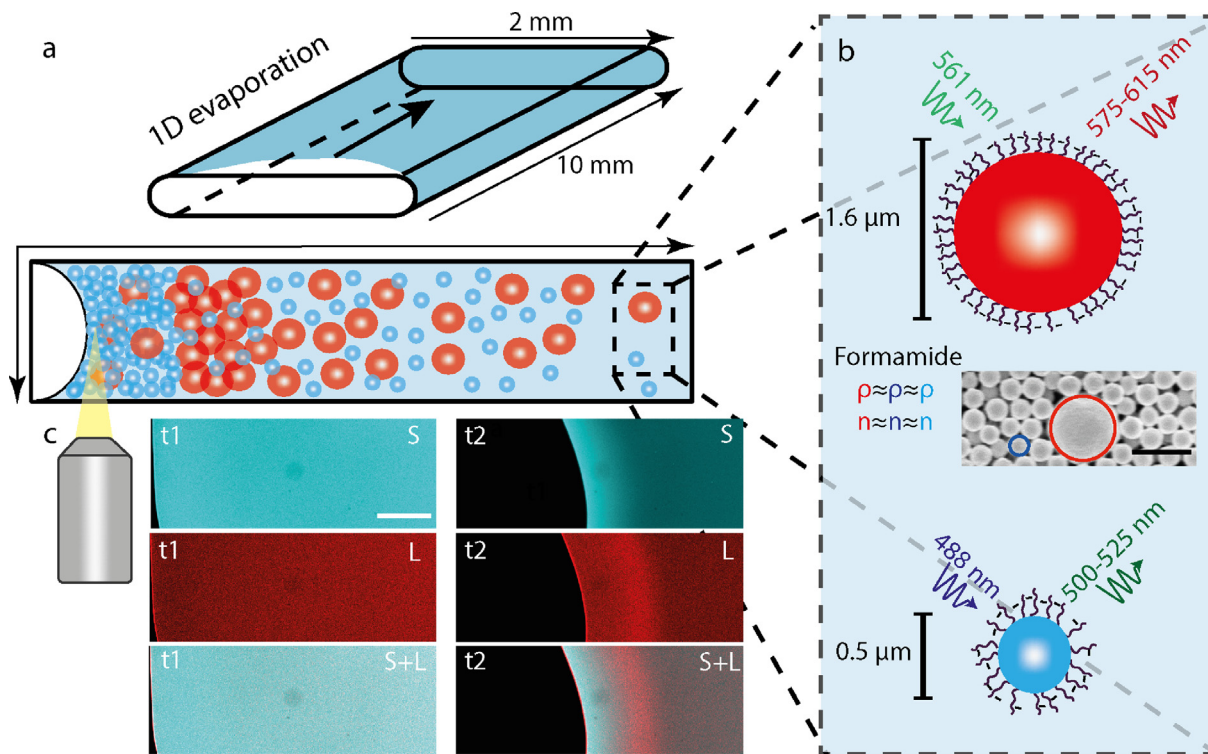 a
2 mm
1D evaporation
10 mm
b
561 nm
575-615 nm
1.6 µm
Formamide
ρ≈ρ≈ρ
n≈n≈n
488 nm
500-525 nm
0.5 µm
c
t1 S
t2 S
t1 L
t2 L
t1 S+L
t2 S+L